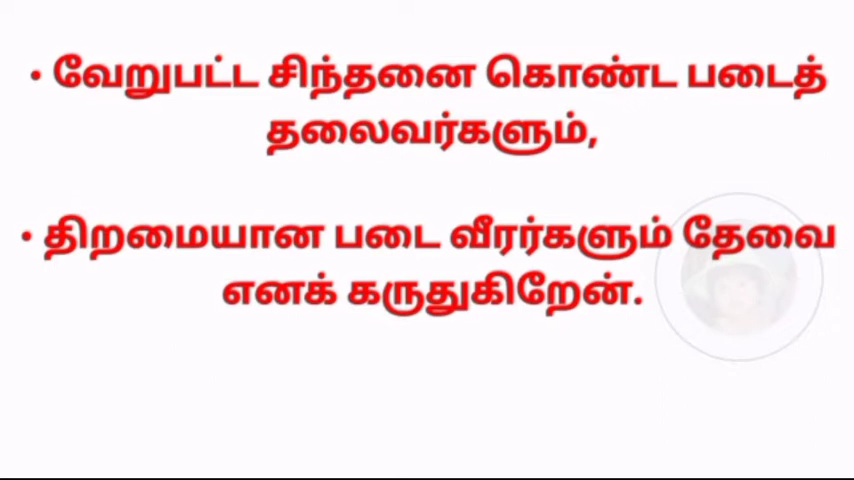 • வேறுபட்ட சிந்தனை கொண்ட படைத்
தலைவர்களும்,
• திறமையான படை வீரர்களும் தேவை
எனக் கருதுகிறேன்.